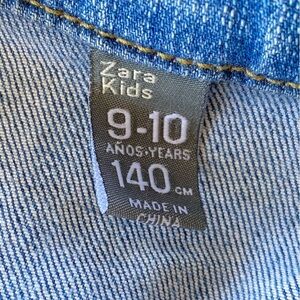 Zara
Kids
9-10
AÑOS-YEARS
140 CM
MADE IN
CHINA